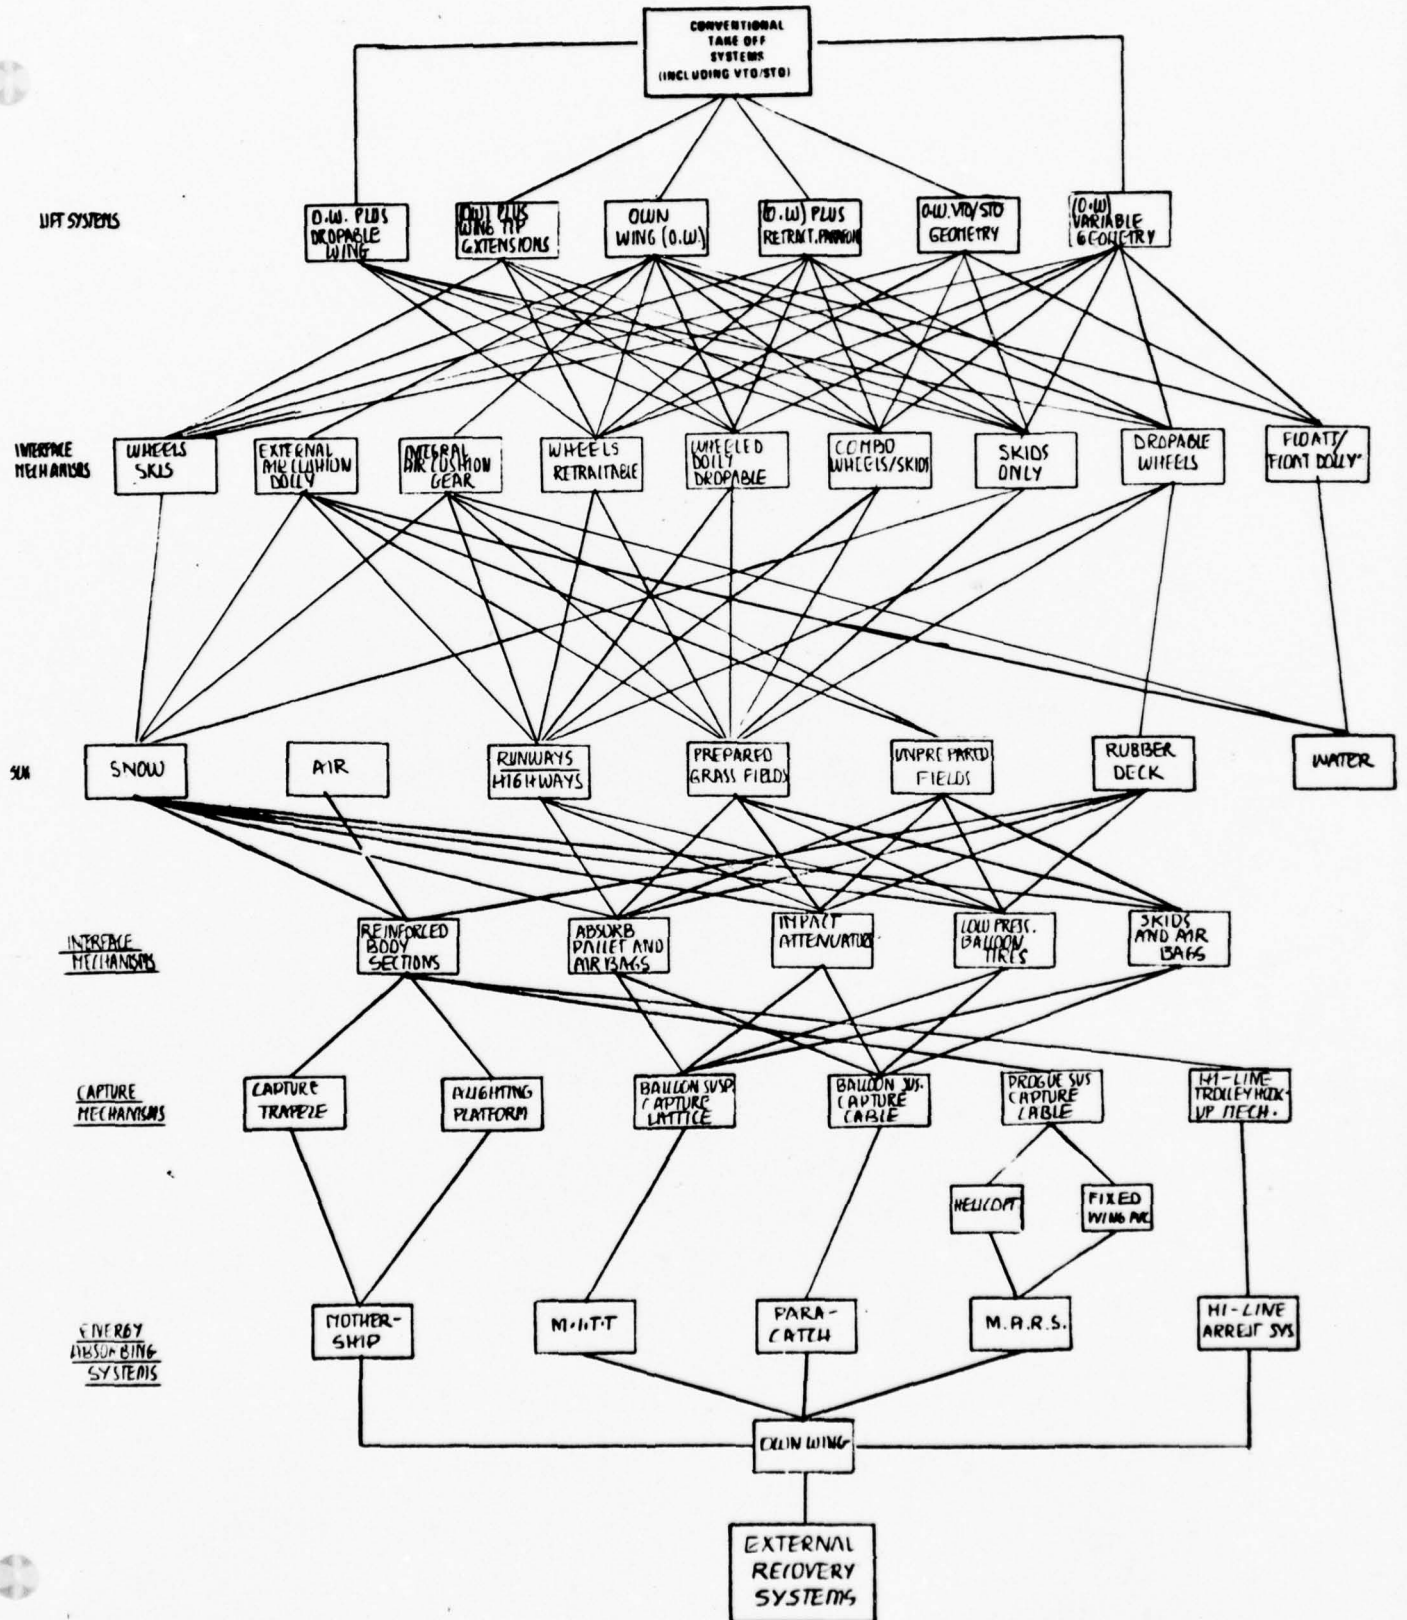 CONVENTIONAL
TAKE OFF
SYSTEMS
(INCLUDING VTO/STO)
LIFT SYSTEMS
O.W. PLUS
DROPABLE
WING
(O.W) PLUS
WING TIP
EXTENSIONS
OWN
WING (O.W.)
(O.W) PLUS
RETRACT.
O.W. VTO/STO
GEOMETRY
(O.W)
VARIABLE
GEOMETRY
INTERFACE
MECHANISMS
WHEELS
SKIS
EXTERNAL
AIR CUSHION
DOLLY
INTEGRAL
AIR CUSHION
GEAR
WHEELS
RETRAITABLE
WHEELED
DOLLY
DROPABLE
COMBO
WHEELS/SKIDS
SKIDS
ONLY
DROPABLE
WHEELS
FLOAT/
FLOAT DOLLY
SNOW
AIR
RUNWAYS
HIGHWAYS
PREPARED
GRASS FIELDS
UNPREPARED
FIELDS
RUBBER
DECK
WATER
INTERFACE
MECHANISMS
REINFORCED
BODY
SECTIONS
ABSORB
PALLET AND
AIR BAGS
IMPACT
ATTENUATOR
LOW PRESS.
BALLOON
TIRES
SKIDS
AND AIR
BAGS
CAPTURE
MECHANISMS
CAPTURE
TRAPEZE
ALIGHTING
PLATFORM
BALLOON SUSP.
CAPTURE
LATTICE
BALLOON SUS.
CAPTURE
CABLE
DROGUE SUS
CAPTURE
CABLE
HI-LINE
TROLLEY HOOK-
UP MECH.
HELICOPT
FIXED
WING A/C
ENERGY
ABSORBING
SYSTEMS
MOTHER-
SHIP
PARA-
CATCH
M.A.R.S.
HI-LINE
ARREST SYS
OWN WING
EXTERNAL
RECOVERY
SYSTEMS